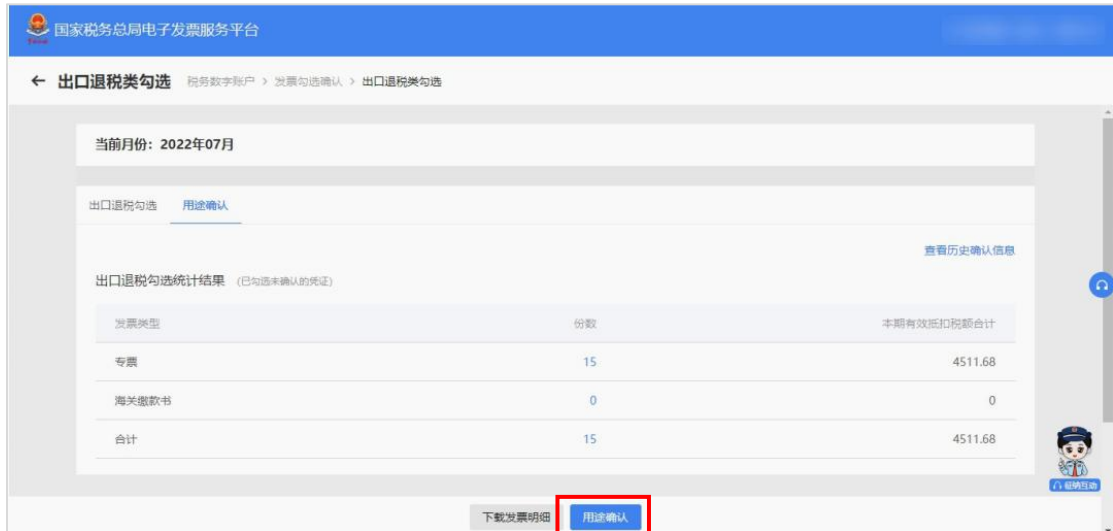 国家税务总局电子发票服务平台
← 出口退税类勾选 税务数字账户 > 发票勾选确认 > 出口退税类勾选
当前月份：2022年07月
出口退税勾选 用途确认
查看历史确认信息
出口退税勾选统计结果 (已勾选未确认的凭证)
发票类型 份数 本期有效抵扣税额合计
专票 15 4511.68
海关缴款书 0 0
合计 15 4511.68
征纳互动
下载发票明细 用途确认